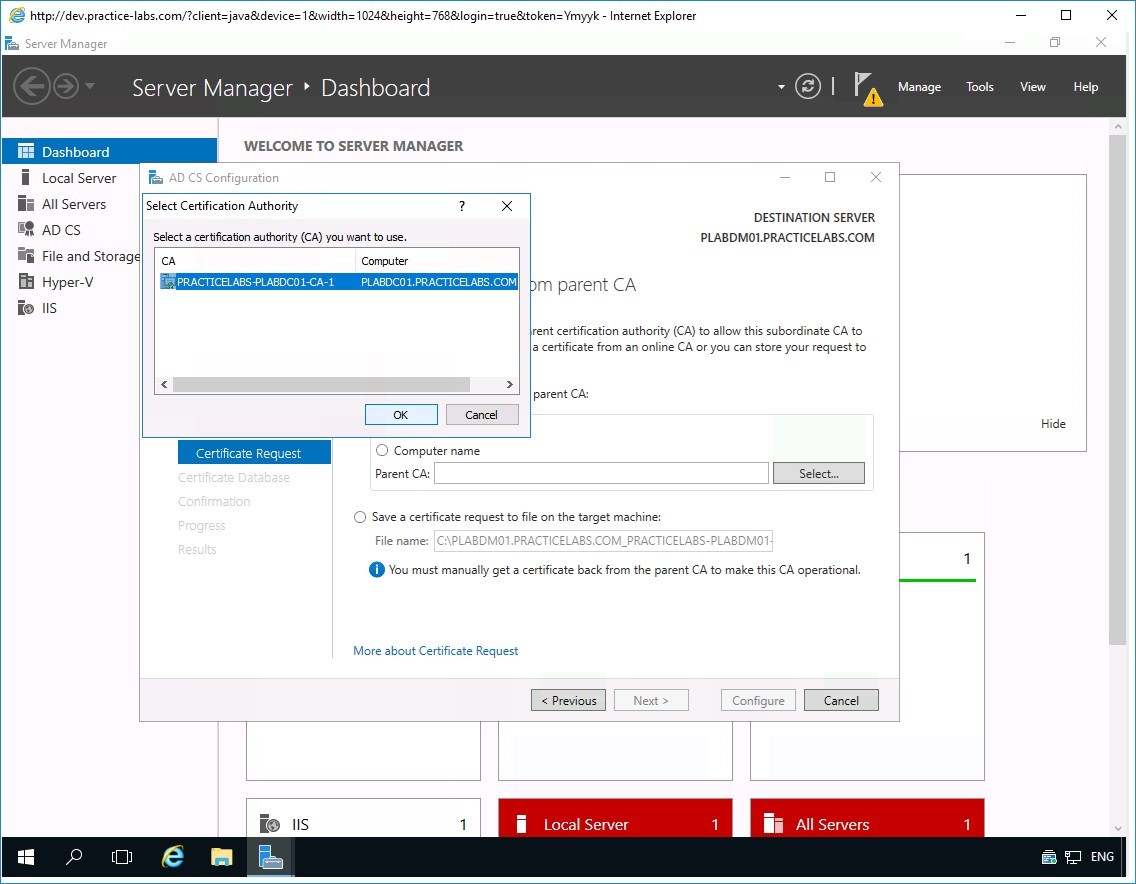 http://dev.practice-labs.com/?client=java&device=1&width=1024&height=768&login=true&token=Ymyyk - Internet Explorer
Server Manager
Server Manager ‣ Dashboard
Manage
Tools
View
Help
Dashboard
Local Server
All Servers
AD CS
File and Storage
Hyper-V
IIS
WELCOME TO SERVER MANAGER
AD CS Configuration
DESTINATION SERVER
PLABDM01.PRACTICELABS.COM
Select Certification Authority
?
Select a certification authority (CA) you want to use.
CA
Computer
PRACTICELABS-PLABDC01-CA-1
PLABDC01.PRACTICELABS.COM
OK
Cancel
om parent CA
rent certification authority (CA) to allow this subordinate CA to
a certificate from an online CA or you can store your request to
parent CA:
Hide
Certificate Request
Certificate Database
Confirmation
Progress
Results
Computer name
Parent CA:
Select...
Save a certificate request to file on the target machine:
File name:
C:\PLABDM01.PRACTICELABS.COM_PRACTICELABS-PLABDM01-
You must manually get a certificate back from the parent CA to make this CA operational.
More about Certificate Request
< Previous
Next >
Configure
Cancel
1
IIS
1
Local Server
1
All Servers
1
ENG